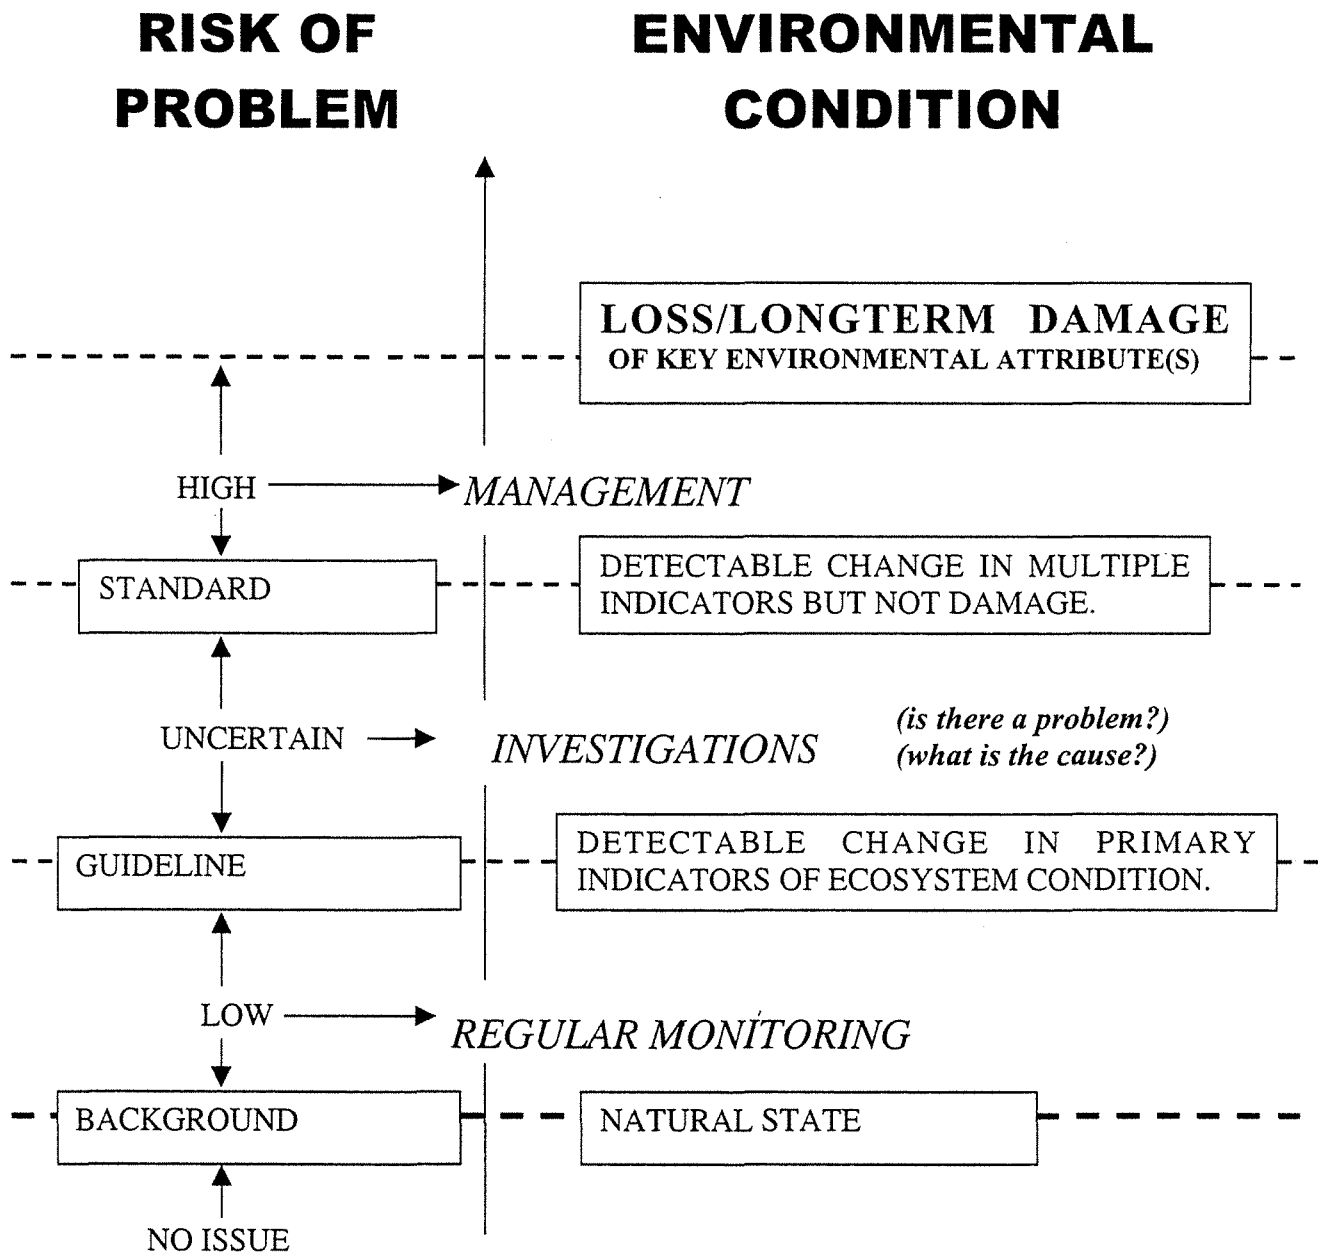 RISK OF
PROBLEM
ENVIRONMENTAL
CONDITION
LOSS/LONGTERM DAMAGE
OF KEY ENVIRONMENTAL ATTRIBUTE(S)
HIGH
MANAGEMENT
STANDARD
DETECTABLE CHANGE IN MULTIPLE
INDICATORS BUT NOT DAMAGE.
UNCERTAIN
INVESTIGATIONS
(is there a problem?)
(what is the cause?)
GUIDELINE
DETECTABLE CHANGE IN PRIMARY
INDICATORS OF ECOSYSTEM CONDITION.
LOW
REGULAR MONITORING
BACKGROUND
NATURAL STATE
NO ISSUE